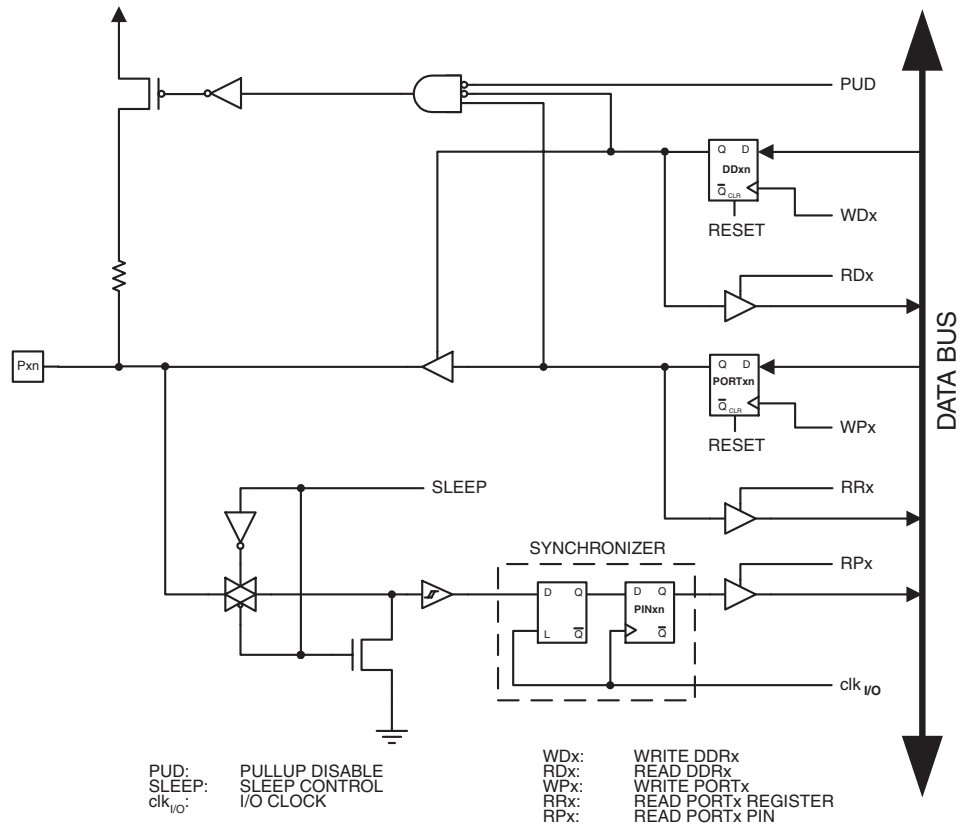 PUD
Q D
DDxn
Q CLR
WDx
RESET
RDx
Pxn
Q D
PORTxn
Q CLR
WPx
RESET
DATA BUS
SLEEP
RRx
SYNCHRONIZER
RPx
D Q
L Q
D Q
PINxn
Q
clk I/O
PUD: PULLUP DISABLE
SLEEP: SLEEP CONTROL
clkI/O: I/O CLOCK
WDx: WRITE DDRx
RDx: READ DDRx
WPx: WRITE PORTx
RRx: READ PORTx REGISTER
RPx: READ PORTx PIN